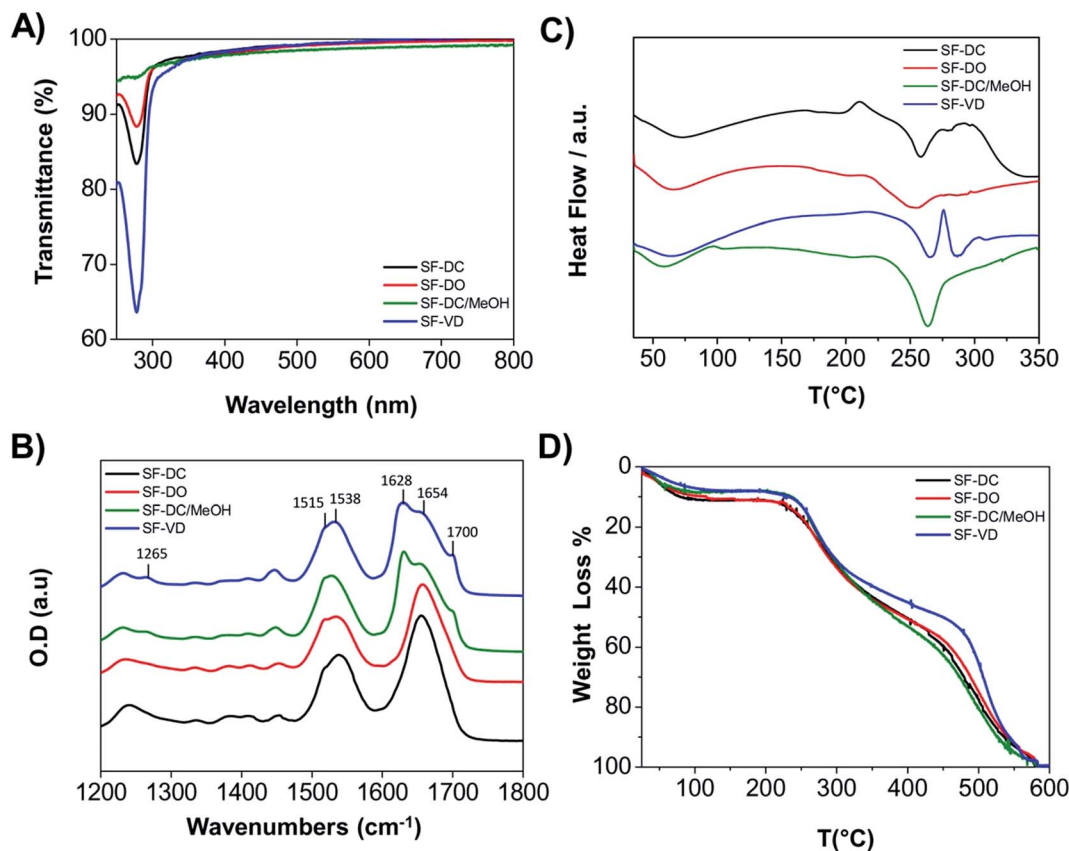 A)
Transmittance (%)
100
90
80
70
60
SF-DC
SF-DO
SF-DC/MeOH
SF-VD
300 400 500 600 700 800
Wavelength (nm)
C)
Heat Flow / a.u.
SF-DC
SF-DO
SF-DC/MeOH
SF-VD
50 100 150 200 250 300 350
T(°C)
B)
O.D (a.u)
SF-DC
SF-DO
SF-DC/MeOH
SF-VD
1265
1515 1538
1628
1654
1700
1200 1300 1400 1500 1600 1700 1800
Wavenumbers (cm⁻¹)
D)
Weight Loss %
0
20
40
60
80
100
SF-DC
SF-DO
SF-DC/MeOH
SF-VD
100 200 300 400 500 600
T(°C)